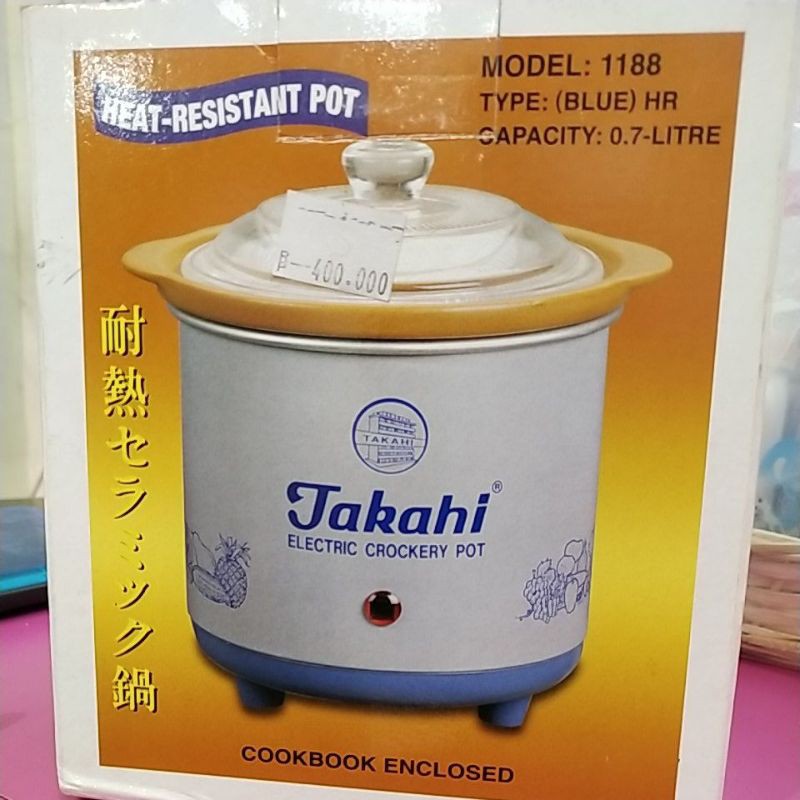 HEAT-RESISTANT POT
MODEL: 1188
TYPE: (BLUE) HR
CAPACITY: 0.7-LITRE
400.000
耐熱セラミック鍋
TAKAHI
Takahi®
ELECTRIC CROCKERY POT
COOKBOOK ENCLOSED